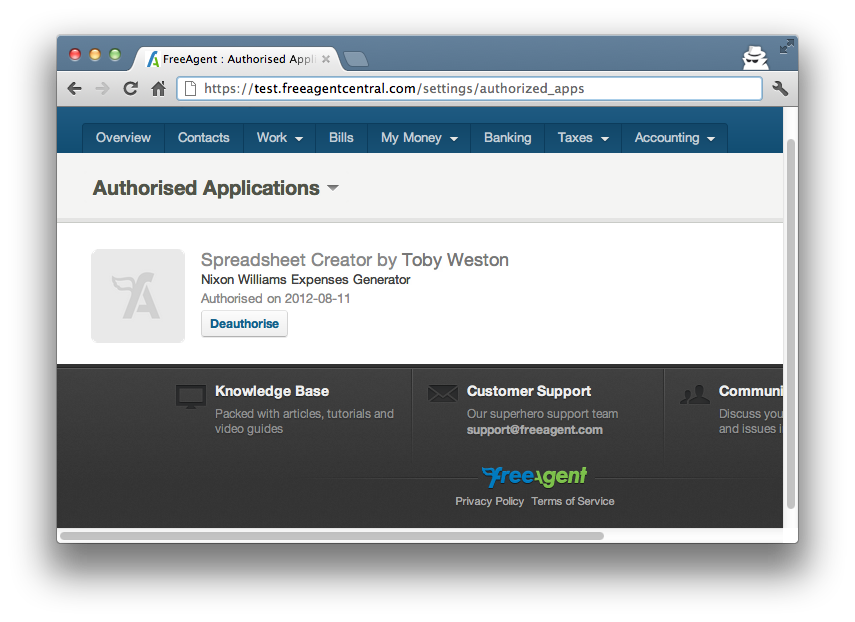 FreeAgent : Authorised Appl
https://test.freeagentcentral.com/settings/authorized_apps
Overview Contacts Work Bills My Money Banking Taxes Accounting
Authorised Applications
Spreadsheet Creator by Toby Weston
Nixon Williams Expenses Generator
Authorised on 2012-08-11
Deauthorise
Knowledge Base
Packed with articles, tutorials and
video guides
Customer Support
Our superhero support team
support@freeagent.com
Communi
Discuss you
and issues i
freeAgent
Privacy Policy Terms of Service